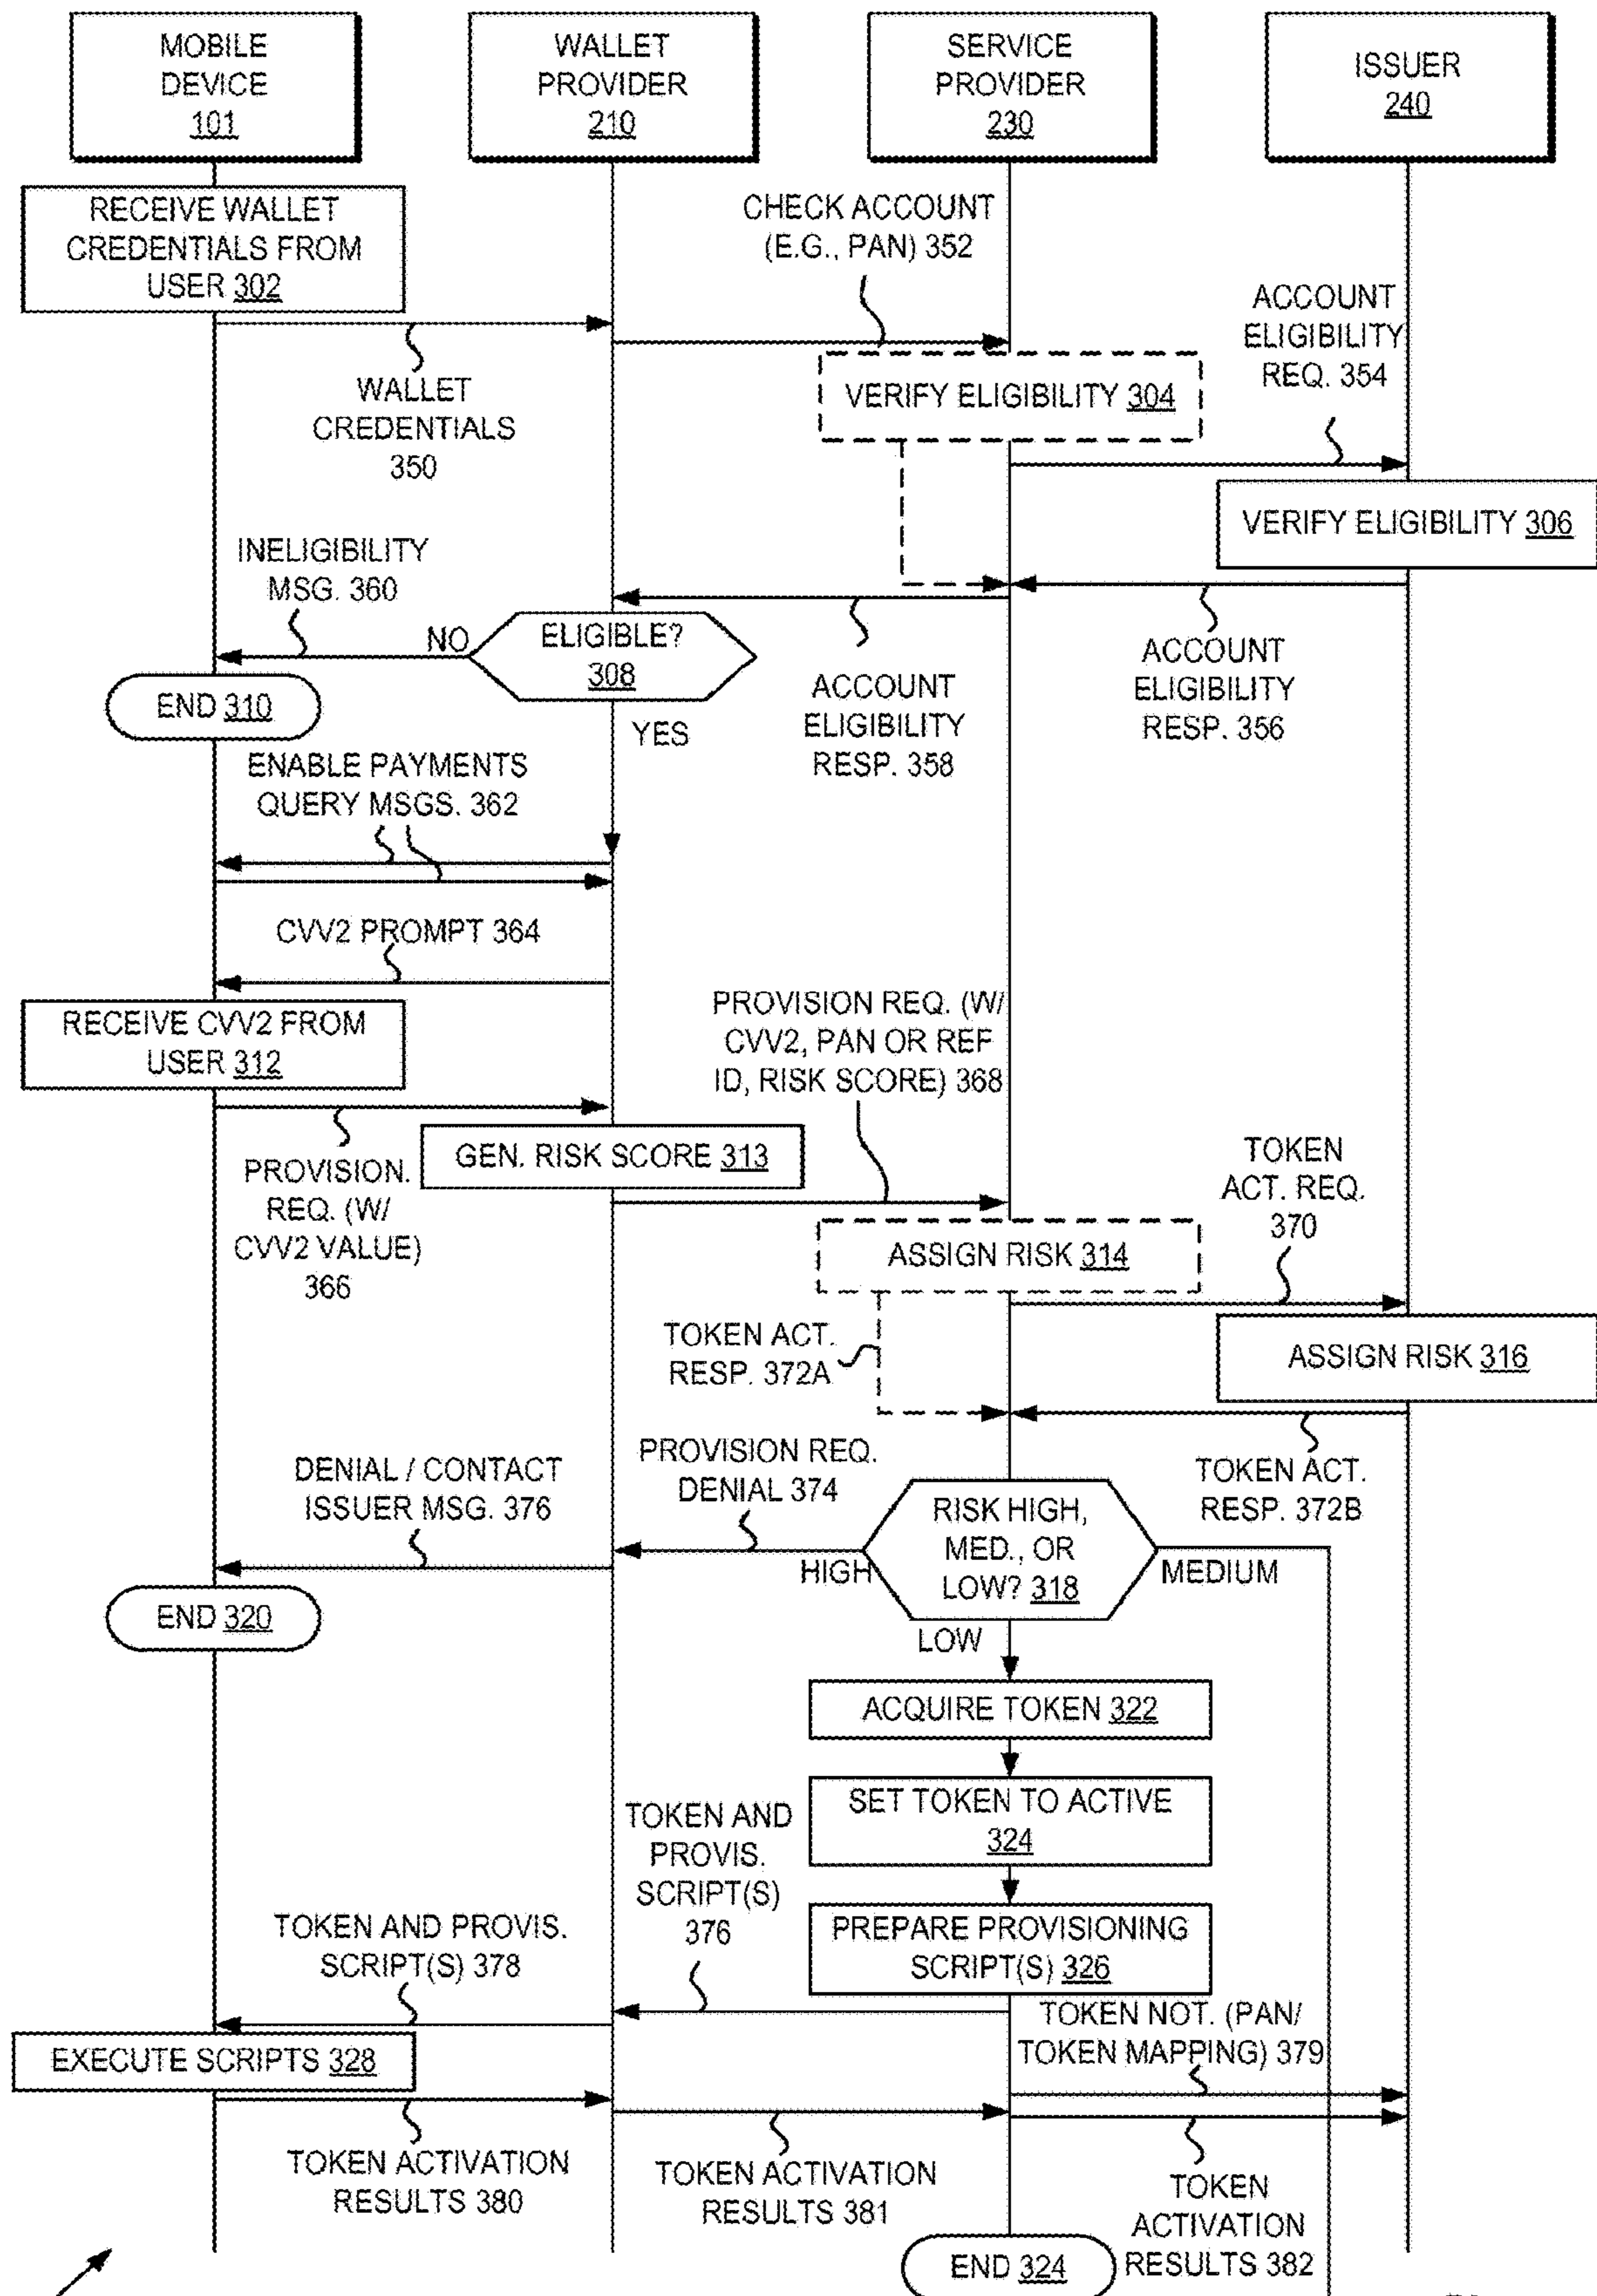 MOBILE
DEVICE
101
WALLET
PROVIDER
210
SERVICE
PROVIDER
230
ISSUER
240
RECEIVE WALLET
CREDENTIALS FROM
USER 302
CHECK ACCOUNT
(E.G., PAN) 352
ACCOUNT
ELIGIBILITY
REQ. 354
WALLET
CREDENTIALS
350
VERIFY ELIGIBILITY 304
VERIFY ELIGIBILITY 306
INELIGIBILITY
MSG. 360
NO
ELIGIBLE?
308
YES
END 310
ACCOUNT
ELIGIBILITY
RESP. 358
ACCOUNT
ELIGIBILITY
RESP. 356
ENABLE PAYMENTS
QUERY MSGS. 362
CVV2 PROMPT 364
RECEIVE CVV2 FROM
USER 312
PROVISION REQ. (W/
CVV2, PAN OR REF
ID, RISK SCORE) 368
PROVISION.
REQ. (W/
CVV2 VALUE)
366
GEN. RISK SCORE 313
TOKEN
ACT. REQ.
370
ASSIGN RISK 314
TOKEN ACT.
RESP. 372A
ASSIGN RISK 316
PROVISION REQ.
DENIAL 374
DENIAL / CONTACT
ISSUER MSG. 376
TOKEN ACT.
RESP. 372B
RISK HIGH,
MED., OR
LOW? 318
HIGH
MEDIUM
LOW
END 320
ACQUIRE TOKEN 322
SET TOKEN TO ACTIVE
324
TOKEN AND
PROVIS.
SCRIPT(S)
376
PREPARE PROVISIONING
SCRIPT(S) 326
TOKEN AND PROVIS.
SCRIPT(S) 378
TOKEN NOT. (PAN/
TOKEN MAPPING) 379
EXECUTE SCRIPTS 328
TOKEN ACTIVATION
RESULTS 380
TOKEN ACTIVATION
RESULTS 381
TOKEN
ACTIVATION
RESULTS 382
END 324